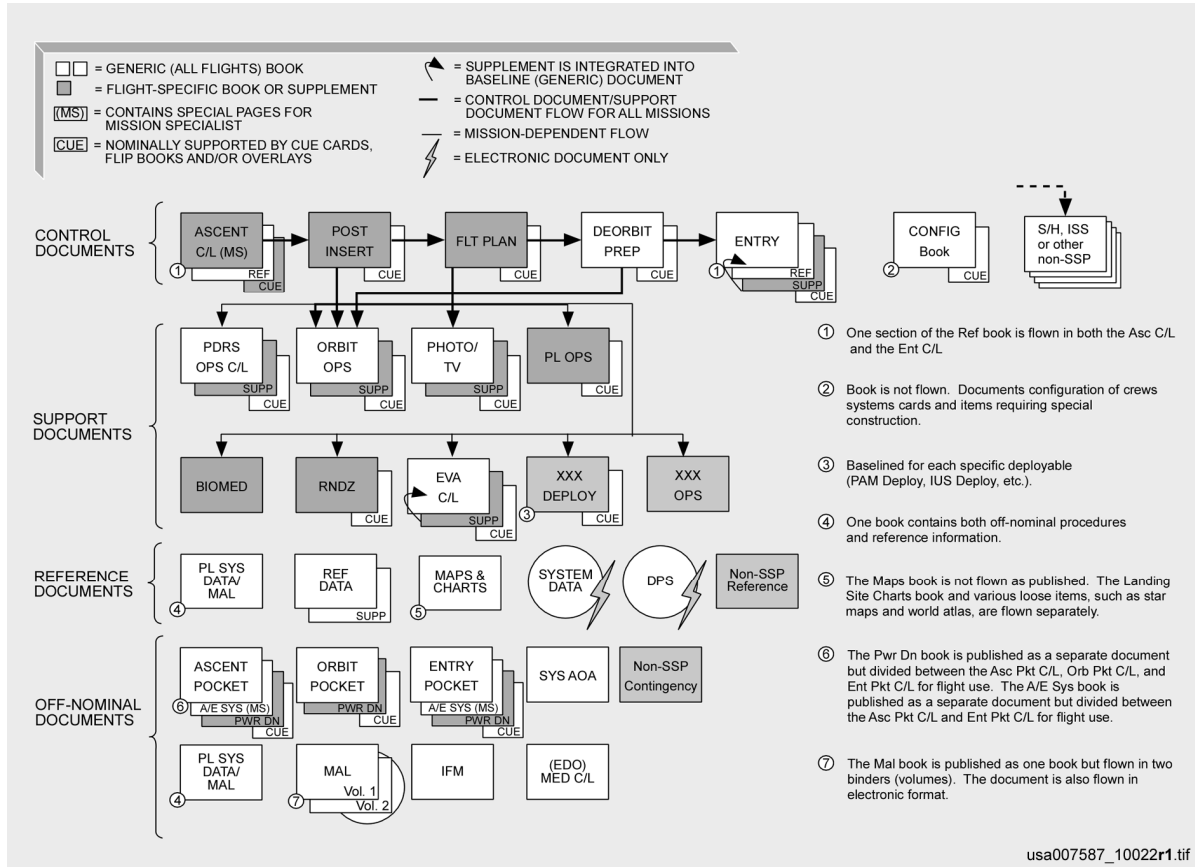 = GENERIC (ALL FLIGHTS) BOOK
= FLIGHT-SPECIFIC BOOK OR SUPPLEMENT
(MS) = CONTAINS SPECIAL PAGES FOR
MISSION SPECIALIST
CUE = NOMINALLY SUPPORTED BY CUE CARDS,
FLIP BOOKS AND/OR OVERLAYS
= SUPPLEMENT IS INTEGRATED INTO
BASELINE (GENERIC) DOCUMENT
= CONTROL DOCUMENT/SUPPORT
DOCUMENT FLOW FOR ALL MISSIONS
= MISSION-DEPENDENT FLOW
= ELECTRONIC DOCUMENT ONLY
CONTROL
DOCUMENTS
ASCENT
C/L (MS)
1
REF
CUE
POST
INSERT
CUE
FLT PLAN
CUE
DEORBIT
PREP
CUE
ENTRY
1
REF
SUPP
CUE
CONFIG
Book
2
CUE
S/H, ISS
or other
non-SSP
SUPPORT
DOCUMENTS
PDRS
OPS C/L
SUPP
CUE
ORBIT
OPS
SUPP
CUE
PHOTO/
TV
SUPP
CUE
PL OPS
CUE
BIOMED
RNDZ
CUE
EVA
C/L
SUPP
CUE
XXX
DEPLOY
3
CUE
XXX
OPS
REFERENCE
DOCUMENTS
PL SYS
DATA/
MAL
4
REF
DATA
SUPP
MAPS &
CHARTS
5
SYSTEM
DATA
DPS
Non-SSP
Reference
OFF-NOMINAL
DOCUMENTS
ASCENT
POCKET
6
A/E SYS (MS)
PWR DN
CUE
ORBIT
POCKET
PWR DN
CUE
ENTRY
POCKET
A/E SYS (MS)
PWR DN
CUE
SYS AOA
Non-SSP
Contingency
PL SYS
DATA/
MAL
4
MAL
Vol. 1
7
Vol. 2
IFM
(EDO)
MED C/L
1 One section of the Ref book is flown in both the Asc C/L
and the Ent C/L
2 Book is not flown. Documents configuration of crews
systems cards and items requiring special
construction.
3 Baselined for each specific deployable
(PAM Deploy, IUS Deploy, etc.).
4 One book contains both off-nominal procedures
and reference information.
5 The Maps book is not flown as published. The Landing
Site Charts book and various loose items, such as star
maps and world atlas, are flown separately.
6 The Pwr Dn book is published as a separate document
but divided between the Asc Pkt C/L, Orb Pkt C/L, and
Ent Pkt C/L for flight use. The A/E Sys book is
published as a separate document but divided between
the Asc Pkt C/L and Ent Pkt C/L for flight use.
7 The Mal book is published as one book but flown in two
binders (volumes). The document is also flown in
electronic format.
usa007587_10022r1.tif